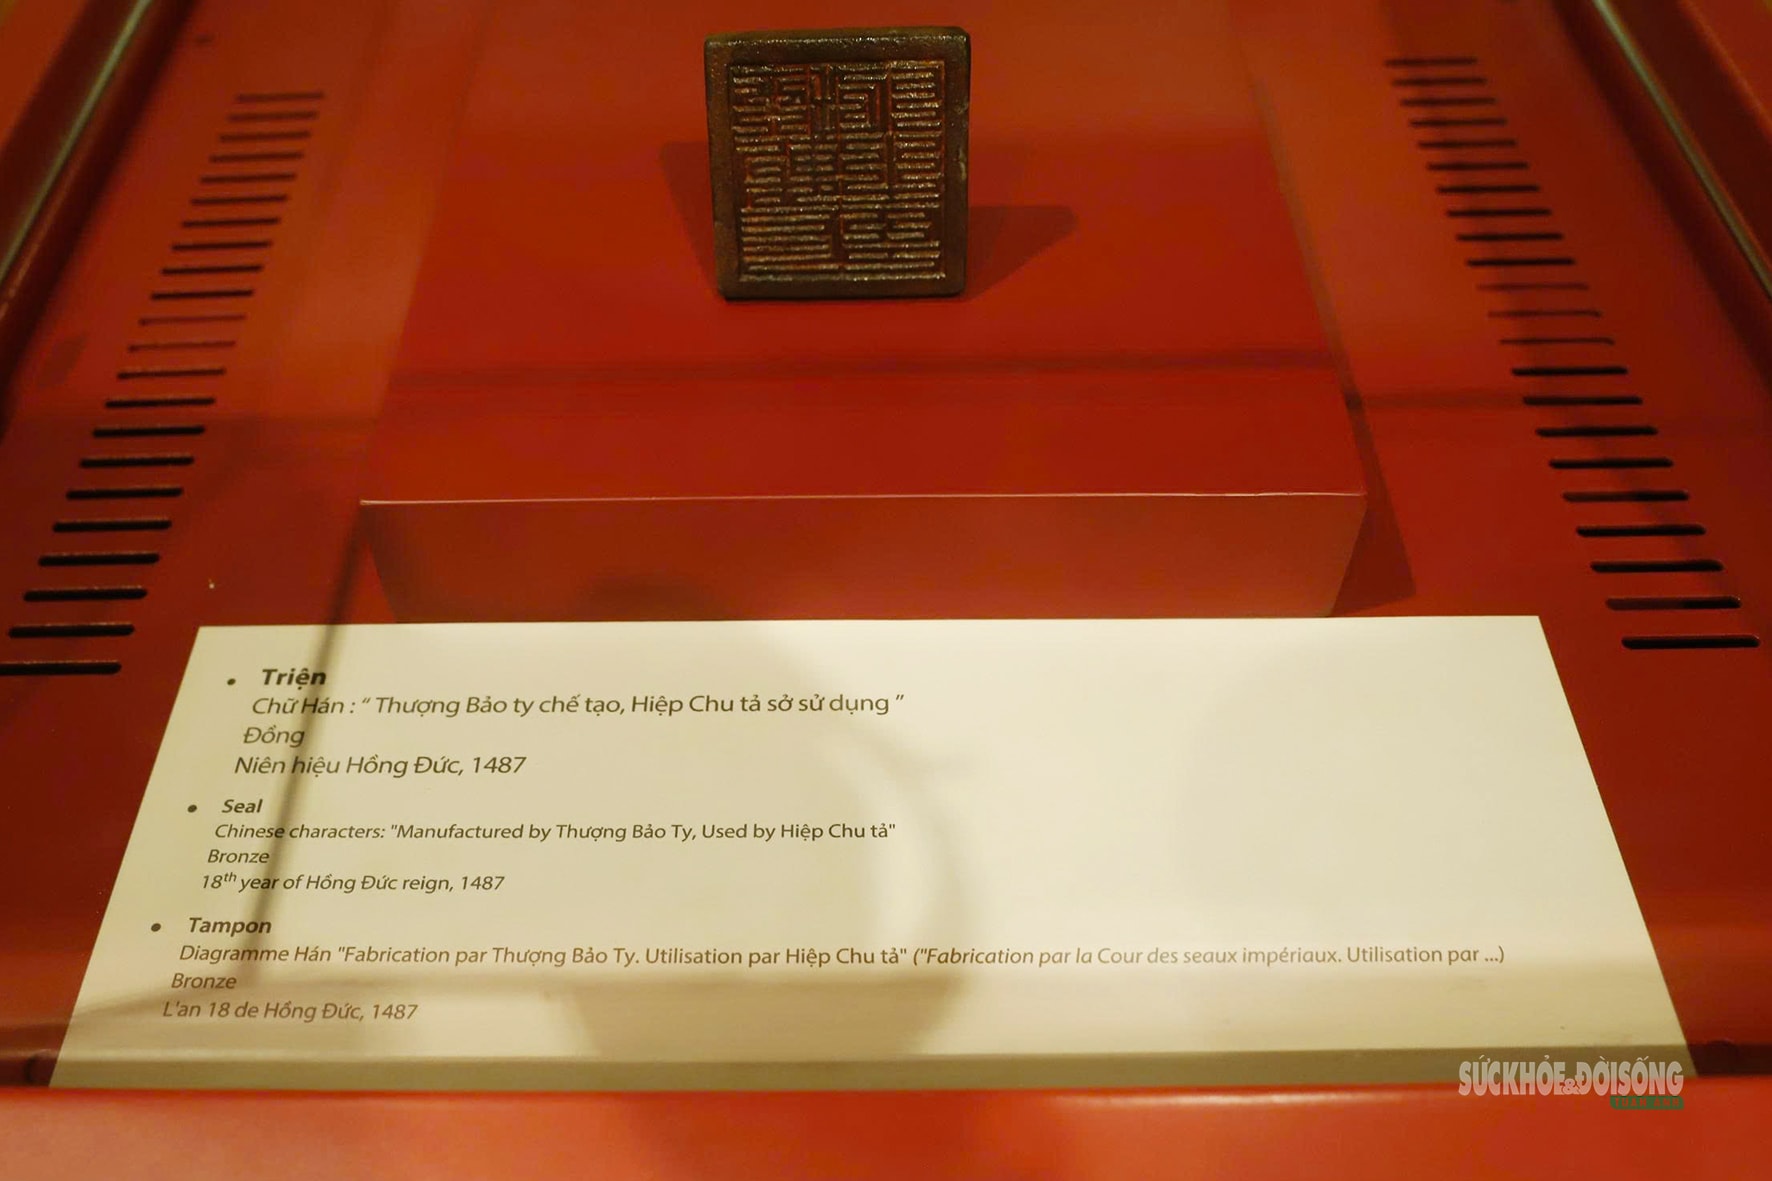 • Triện
Chữ Hán : “ Thượng Bảo ty chế tạo, Hiệp Chu tả sở sử dụng ”
Đồng
Niên hiệu Hồng Đức, 1487
• Seal
Chinese characters: "Manufactured by Thượng Bảo Ty, Used by Hiệp Chu tả"
Bronze
18th year of Hồng Đức reign, 1487
• Tampon
Diagramme Hán "Fabrication par Thượng Bảo Ty. Utilisation par Hiệp Chu tả" ("Fabrication par la Cour des seaux impériaux. Utilisation par ...)
Bronze
L'an 18 de Hồng Đức, 1487
SỨCKHỎE&ĐỜISỐNG